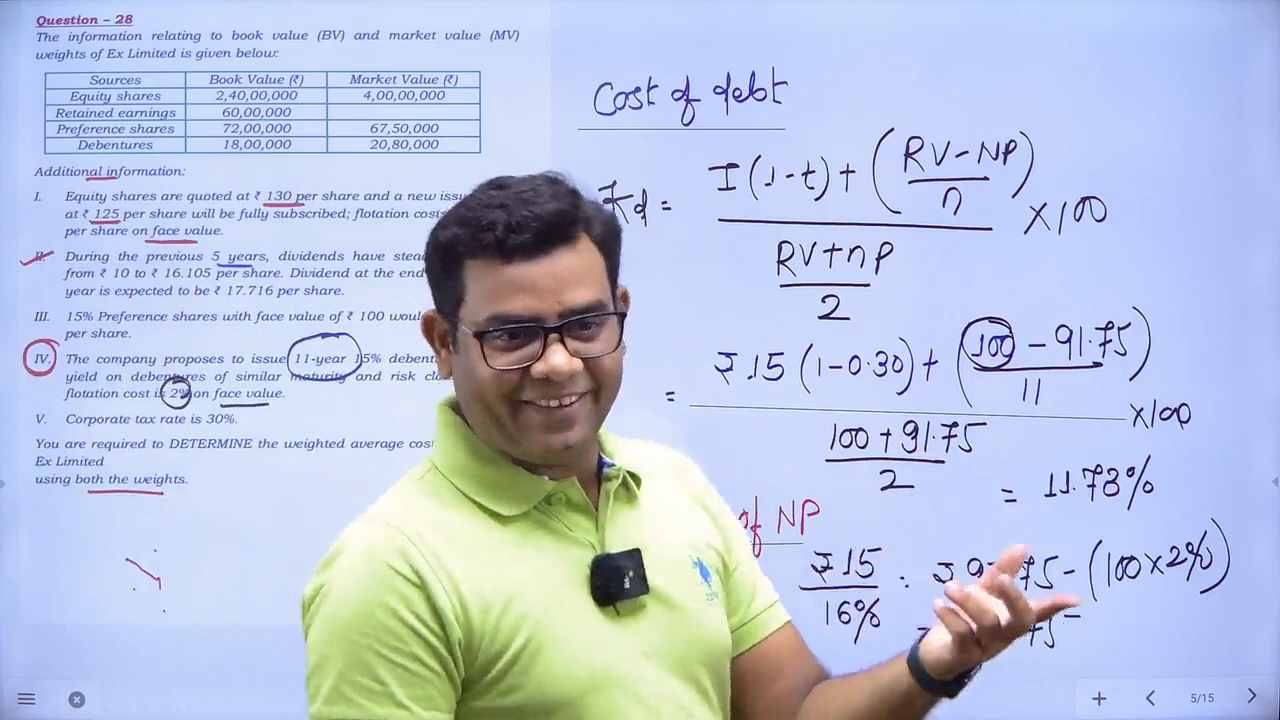 Question – 28
The information relating to book value (BV) and market value (MV)
weights of Ex Limited is given below:
Sources Book Value (₹) Market Value (₹)
Equity shares 2,40,00,000 4,00,00,000
Retained earnings 60,00,000
Preference shares 72,00,000 67,50,000
Debentures 18,00,000 20,80,000
Additional information:
I. Equity shares are quoted at ₹ 130 per share and a new
at ₹ 125 per share will be fully subscribed; flotation
per share on face value.
II. During the previous 5 years, dividends have
from ₹ 10 to ₹ 16.105 per share. Dividend at the end
year is expected to be ₹ 17.716 per share.
III. 15% Preference shares with face value of ₹ 100
per share.
IV. The company proposes to issue 11-year 15%
yield on debentures of similar maturity and risk
flotation cost is 2% on face value.
V. Corporate tax rate is 30%.
You are required to DETERMINE the weighted average
Ex Limited
using both the weights.
Cost of debt
Kd = I(1-t) + (RV-NP)/n ×100
RV+np/2
= ₹15 (1-0.30) + (100 - 91.75)/11 ×100
100 + 91.75/2
= 11.73%
of NP
₹15/16% - (100×2%)
5/15